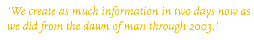 'We create as much information in two days now as
we did from the dawn of man through 2003.'